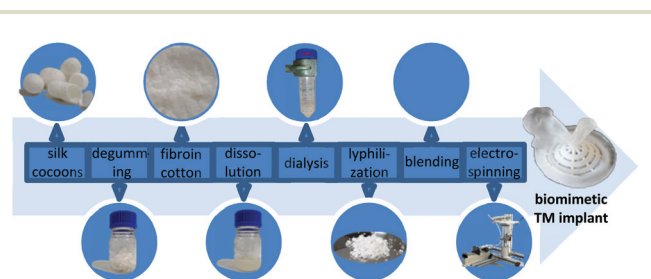 silk
cocoons
degumm-
ing
fibroin
cotton
disso-
lution
dialysis
lyphili-
zation
blending
electro-
spinning
biomimetic
TM implant